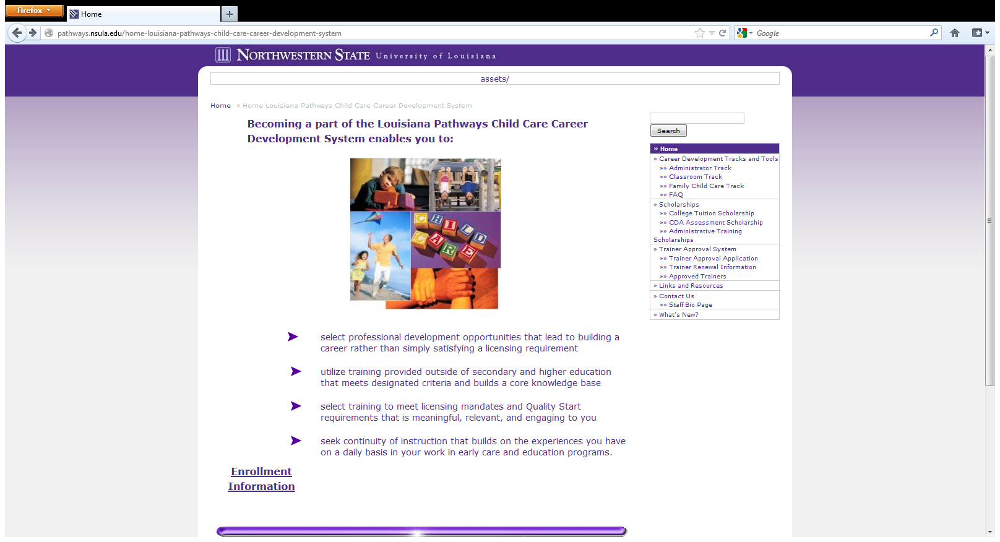 Firefox
Home
pathways.nsula.edu/home-louisiana-pathways-child-care-career-development-system
Google
NORTHWESTERN STATE University of Louisiana
assets/
Home » Home Louisiana Pathways Child Care Career Development System
Becoming a part of the Louisiana Pathways Child Care Career
Development System enables you to:
CHILD
CARE
select professional development opportunities that lead to building a
career rather than simply satisfying a licensing requirement
utilize training provided outside of secondary and higher education
that meets designated criteria and builds a core knowledge base
select training to meet licensing mandates and Quality Start
requirements that is meaningful, relevant, and engaging to you
seek continuity of instruction that builds on the experiences you have
on a daily basis in your work in early care and education programs.
Enrollment
Information
Search
» Home
» Career Development Tracks and Tools
»» Administrator Track
»» Classroom Track
»» Family Child Care Track
»» FAQ
» Scholarships
»» College Tuition Scholarship
»» CDA Assessment Scholarship
»» Administrative Training
Scholarships
» Trainer Approval System
»» Trainer Approval Application
»» Trainer Renewal Information
»» Approved Trainers
» Links and Resources
» Contact Us
»» Staff Bio Page
» What's New?